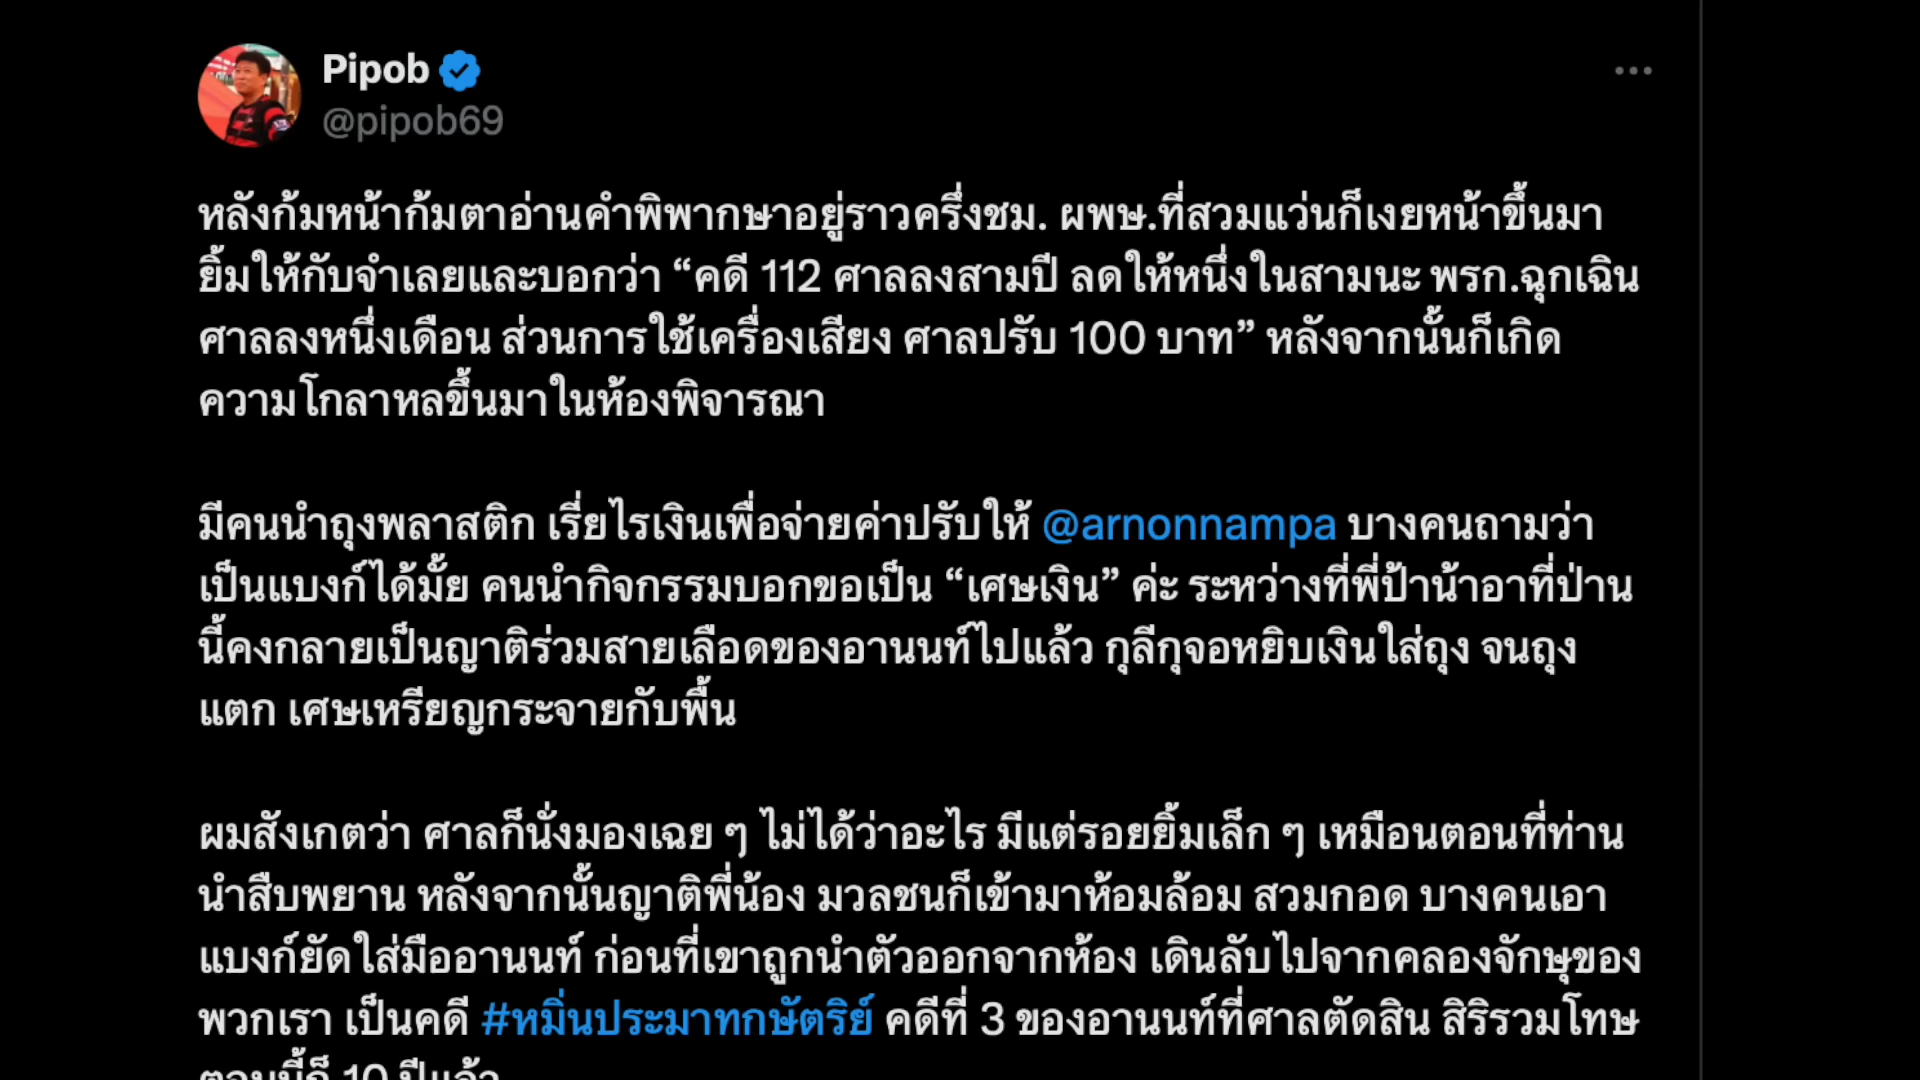 Pipob
@pipob69
หลังก้มหน้าก้มตาอ่านคำพิพากษาอยู่ราวครึ่งชม. ผพษ.ที่สวมแว่นก็เงยหน้าขึ้นมา
ยิ้มให้กับจำเลยและบอกว่า “คดี 112 ศาลลงสามปี ลดให้หนึ่งในสามนะ พรก.ฉุกเฉิน
ศาลลงหนึ่งเดือน ส่วนการใช้เครื่องเสียง ศาลปรับ 100 บาท” หลังจากนั้นก็เกิด
ความโกลาหลขึ้นมาในห้องพิจารณา
มีคนนำถุงพลาสติก เรี่ยไรเงินเพื่อจ่ายค่าปรับให้ @arnonnampa บางคนถามว่า
เป็นแบงก์ได้มั้ย คนนำกิจกรรมบอกขอเป็น “เศษเงิน” ค่ะ ระหว่างที่พี่ป้าน้าอาที่ป่าน
นี้คงกลายเป็นญาติร่วมสายเลือดของอานนท์ไปแล้ว กุลีกุจอหยิบเงินใส่ถุง จนถุง
แตก เศษเหรียญกระจายกับพื้น
ผมสังเกตว่า ศาลก็นั่งมองเฉย ๆ ไม่ได้ว่าอะไร มีแต่รอยยิ้มเล็ก ๆ เหมือนตอนที่ท่าน
นำสืบพยาน หลังจากนั้นญาติพี่น้อง มวลชนก็เข้ามาห้อมล้อม สวมกอด บางคนเอา
แบงก์ยัดใส่มืออานนท์ ก่อนที่เขาถูกนำตัวออกจากห้อง เดินลับไปจากคลองจักษุของ
พวกเรา เป็นคดี #หมิ่นประมาทกษัตริย์ คดีที่ 3 ของอานนท์ที่ศาลตัดสิน สิริรวมโทษ
ตอนนี้ก็ 10 ปีแล้ว